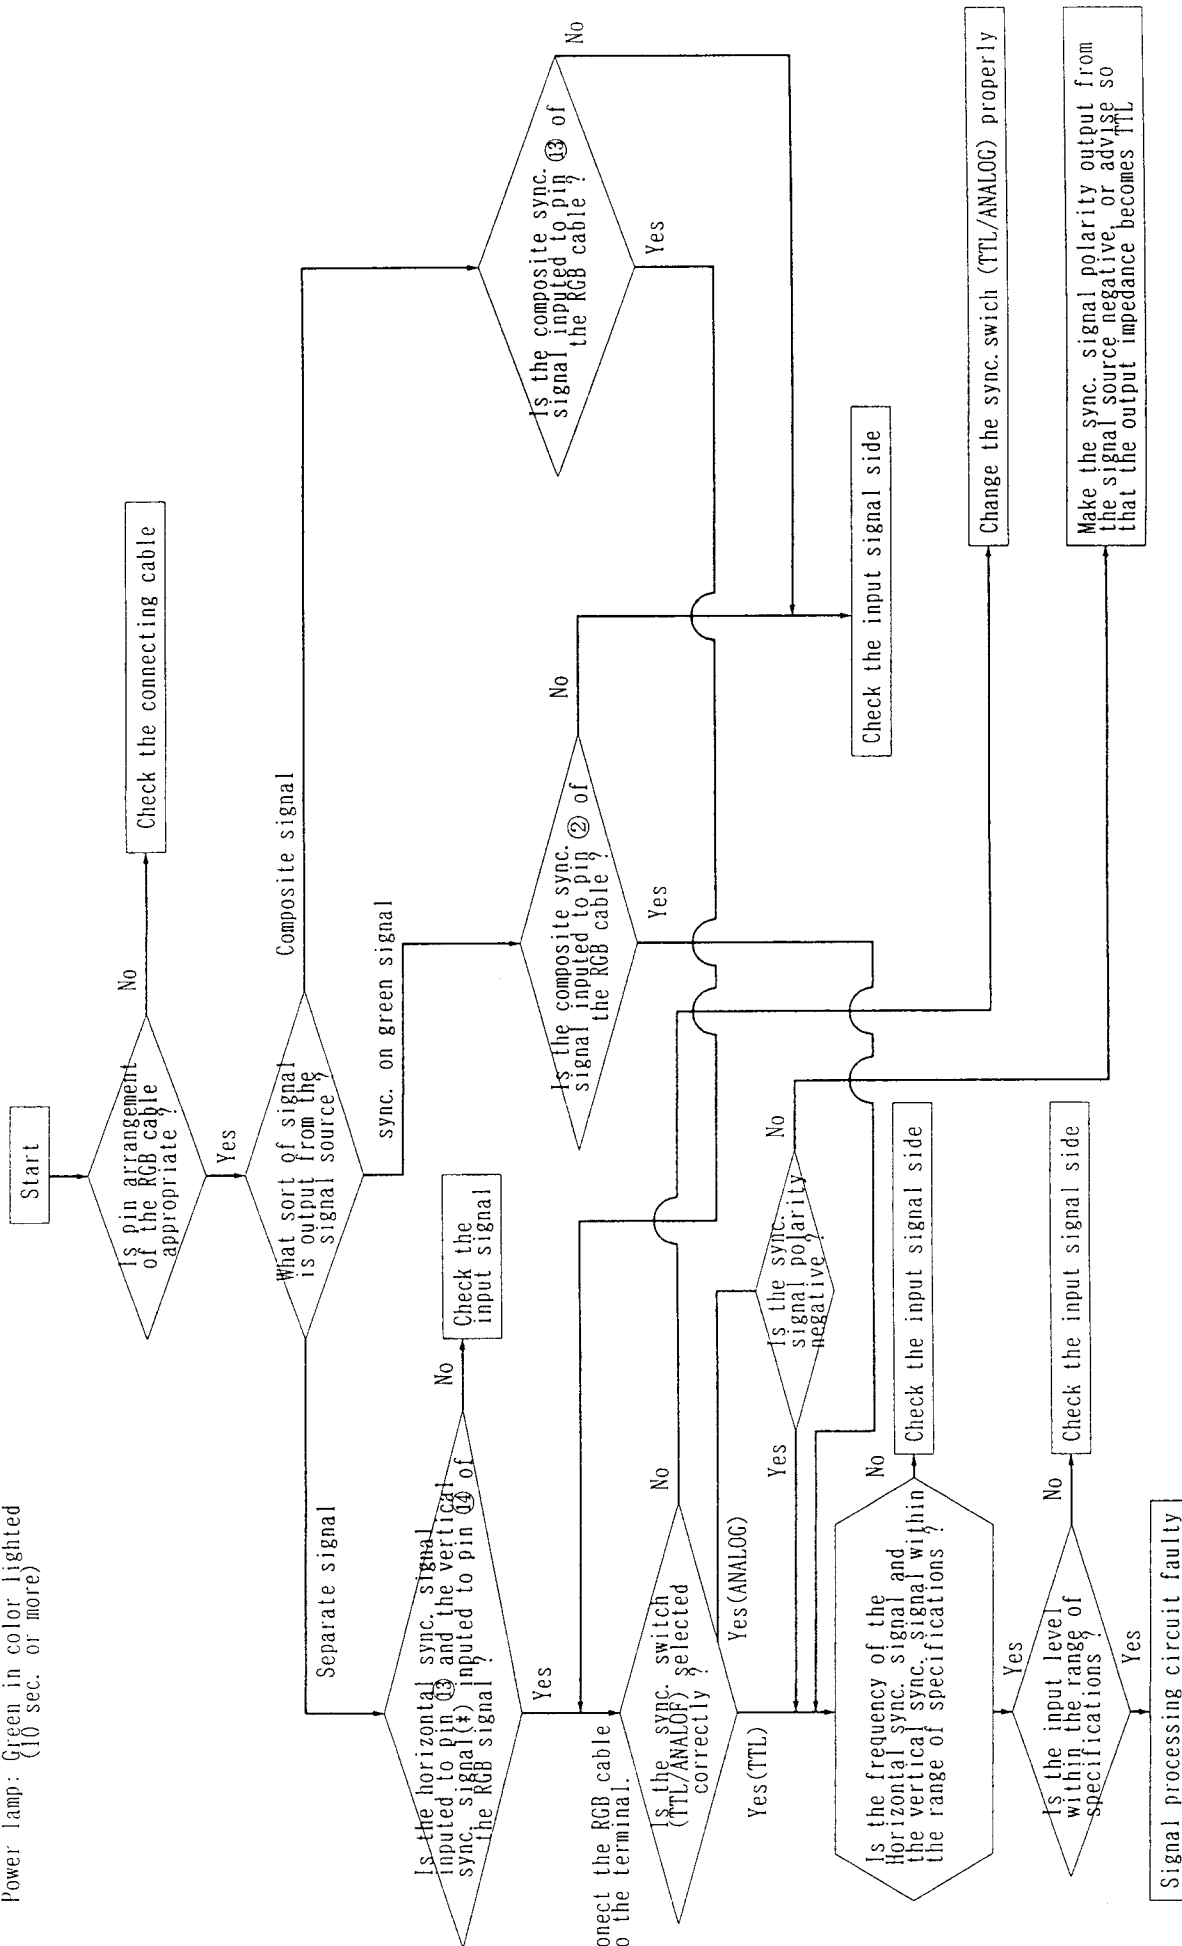 Power lamp: Green in color lighted
(10 sec. or more)
Start
Is pin arrangement
of the RGB cable
appropriate ?
No
Check the connecting cable
Yes
What sort of signal
is output from the
signal source ?
Separate signal
sync. on green signal
Composite signal
Is the horizontal sync. signal
inputed to pin ⑬ and the vertical
sync. signal(*) inputed to pin ⑭ of
the RGB signal ?
No
Check the
input signal
Yes
Is the composite sync.
signal inputed to pin ② of
the RGB cable ?
No
Yes
Is the composite sync.
signal inputed to pin ⑬ of
the RGB cable ?
No
Yes
Check the input signal side
onect the RGB cable
o the terminal.
Is the sync. switch
(TTL/ANALOF) selected
correctly ?
No
Change the sync.swich (TTL/ANALOG) properly
Yes(ANALOG)
Yes(TTL)
Is the sync.
signal polarity
negative ?
No
Make the sync. signal polarity output from
the signal source negative, or advise so
that the output impedance becomes TTL
Yes
Is the frequency of the
Horizontal sync. signal and
the vertical sync. signal within
the range of specifications ?
No
Check the input signal side
Yes
Is the input level
within the range of
specifications ?
No
Check the input signal side
Yes
Signal processing circuit faulty